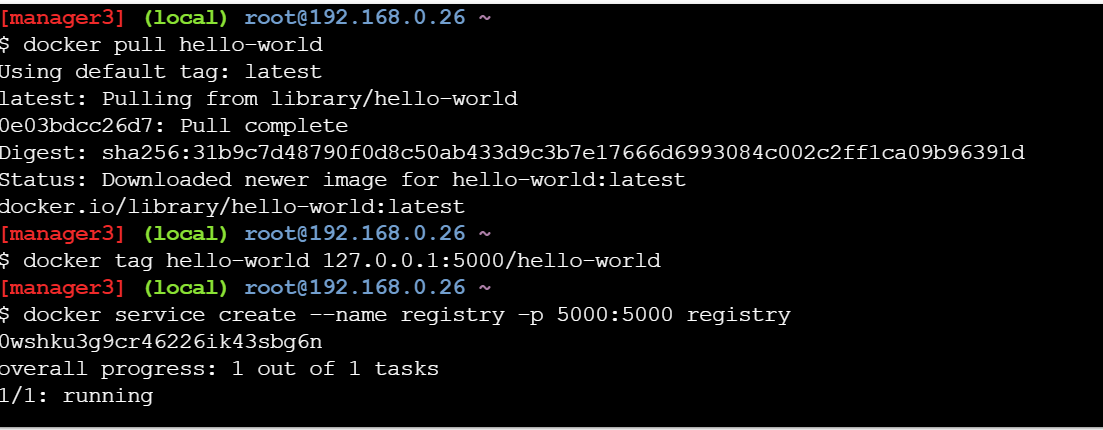 [manager3] (local) root@192.168.0.26 ~
$ docker pull hello-world
Using default tag: latest
latest: Pulling from library/hello-world
0e03bdcc26d7: Pull complete
Digest: sha256:31b9c7d48790f0d8c50ab433d9c3b7e17666d6993084c002c2ff1ca09b96391d
Status: Downloaded newer image for hello-world:latest
docker.io/library/hello-world:latest
[manager3] (local) root@192.168.0.26 ~
$ docker tag hello-world 127.0.0.1:5000/hello-world
[manager3] (local) root@192.168.0.26 ~
$ docker service create --name registry -p 5000:5000 registry
0wshku3g9cr46226ik43sbg6n
overall progress: 1 out of 1 tasks
1/1: running